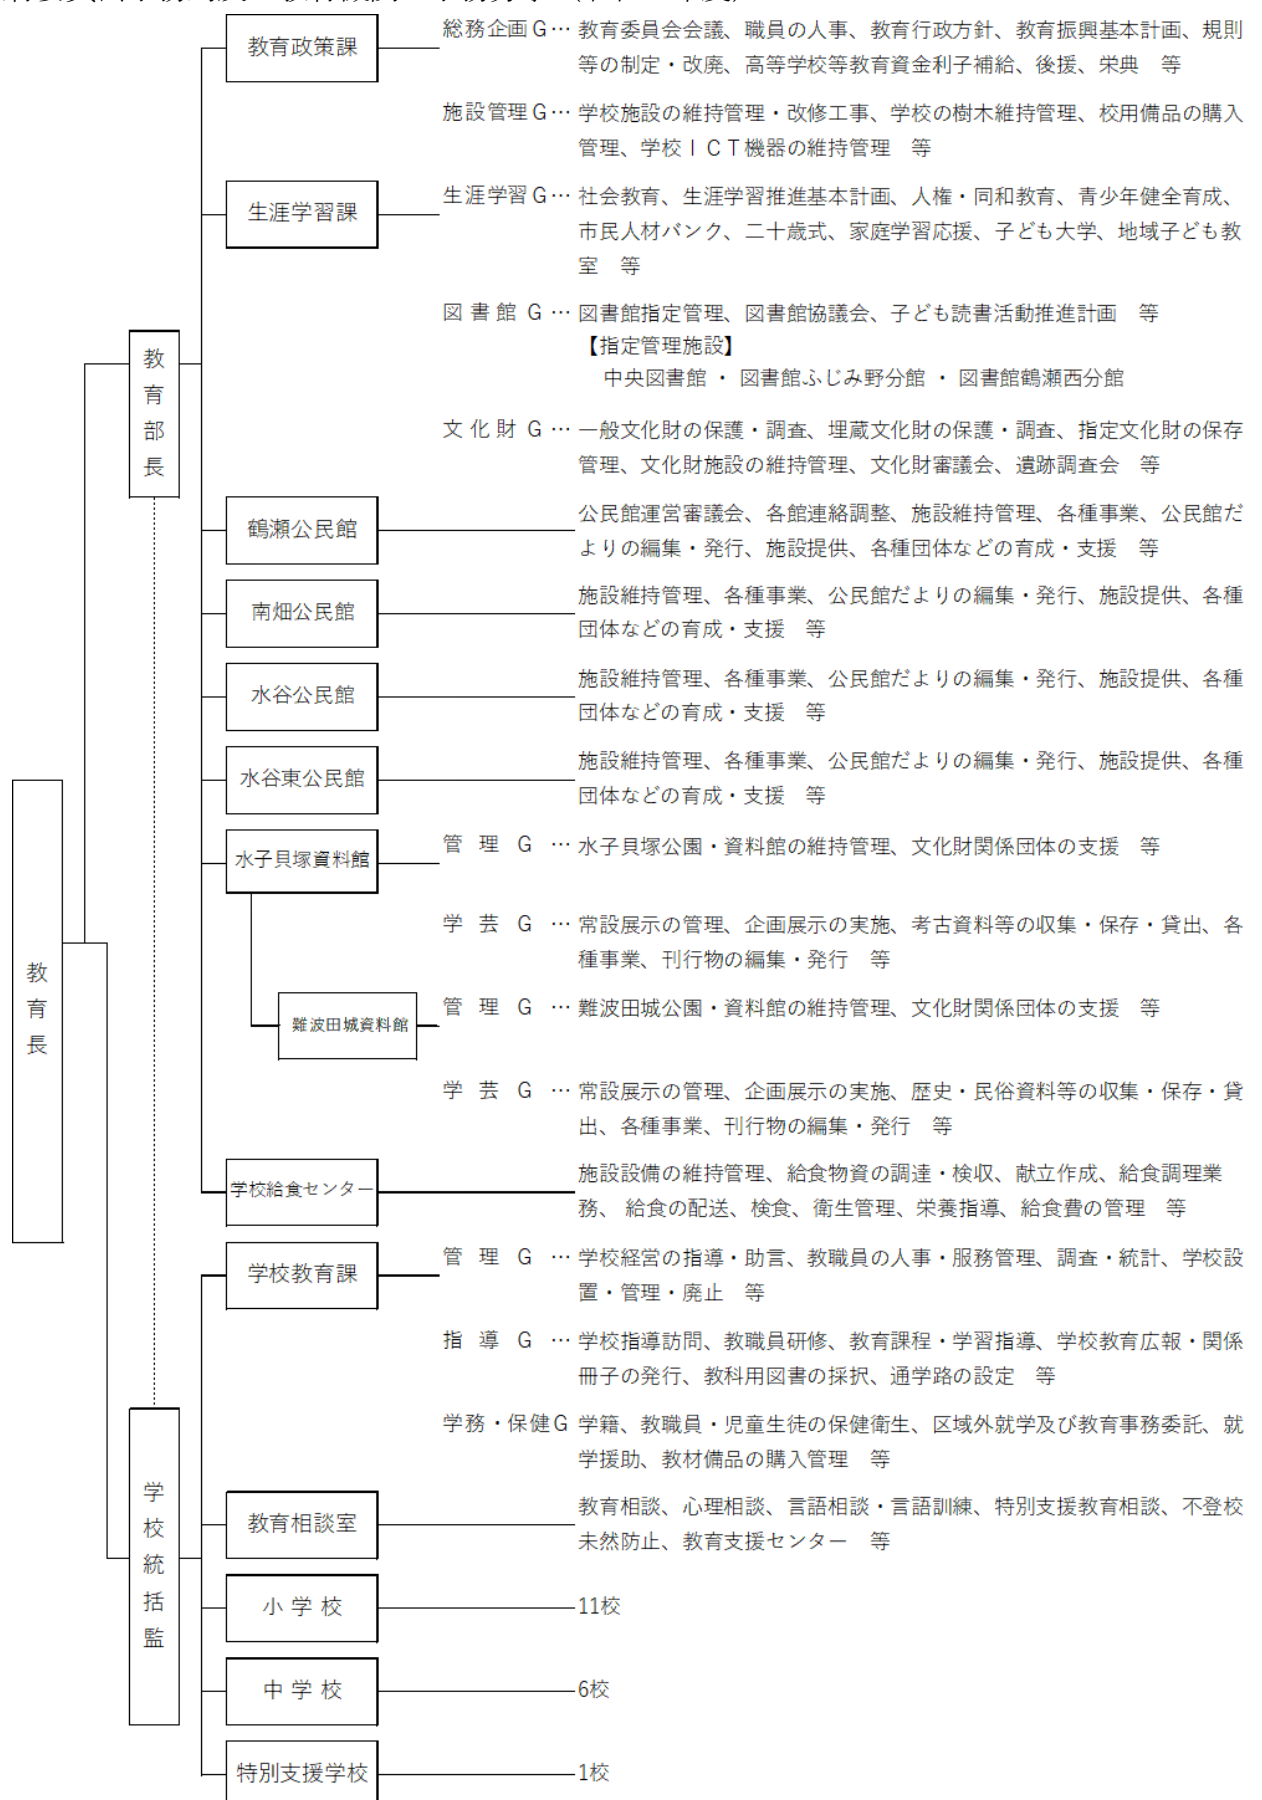 教育政策課
総務企画G… 教育委員会会議、職員の人事、教育行政方針、教育振興基本計画、規則
等の制定・改廃、高等学校等教育資金利子補給、後援、栄典　等
施設管理G… 学校施設の維持管理・改修工事、学校の樹木維持管理、校用備品の購入
管理、学校ＩＣＴ機器の維持管理　等
生涯学習課
生涯学習G… 社会教育、生涯学習推進基本計画、人権・同和教育、青少年健全育成、
市民人材バンク、二十歳式、家庭学習応援、子ども大学、地域子ども教
室　等
図書館G… 図書館指定管理、図書館協議会、子ども読書活動推進計画　等
【指定管理施設】
中央図書館 ・ 図書館ふじみ野分館 ・ 図書館鶴瀬西分館
教育部長
文化財G… 一般文化財の保護・調査、埋蔵文化財の保護・調査、指定文化財の保存
管理、文化財施設の維持管理、文化財審議会、遺跡調査会　等
鶴瀬公民館
公民館運営審議会、各館連絡調整、施設維持管理、各種事業、公民館だ
よりの編集・発行、施設提供、各種団体などの育成・支援　等
南畑公民館
施設維持管理、各種事業、公民館だよりの編集・発行、施設提供、各種
団体などの育成・支援　等
水谷公民館
施設維持管理、各種事業、公民館だよりの編集・発行、施設提供、各種
団体などの育成・支援　等
水谷東公民館
施設維持管理、各種事業、公民館だよりの編集・発行、施設提供、各種
団体などの育成・支援　等
水子貝塚資料館
管理G… 水子貝塚公園・資料館の維持管理、文化財関係団体の支援　等
学芸G… 常設展示の管理、企画展示の実施、考古資料等の収集・保存・貸出、各
種事業、刊行物の編集・発行　等
教育長
難波田城資料館
管理G… 難波田城公園・資料館の維持管理、文化財関係団体の支援　等
学芸G… 常設展示の管理、企画展示の実施、歴史・民俗資料等の収集・保存・貸
出、各種事業、刊行物の編集・発行　等
学校給食センター
施設設備の維持管理、給食物資の調達・検収、献立作成、給食調理業
務、 給食の配送、検食、衛生管理、栄養指導、給食費の管理　等
学校教育課
管理G… 学校経営の指導・助言、教職員の人事・服務管理、調査・統計、学校設
置・管理・廃止　等
指導G… 学校指導訪問、教職員研修、教育課程・学習指導、学校教育広報・関係
冊子の発行、教科用図書の採択、通学路の設定　等
学務・保健G 学籍、教職員・児童生徒の保健衛生、区域外就学及び教育事務委託、就
学援助、教材備品の購入管理　等
学校統括監
教育相談室
教育相談、心理相談、言語相談・言語訓練、特別支援教育相談、不登校
未然防止、教育支援センター　等
小学校
11校
中学校
6校
特別支援学校
1校